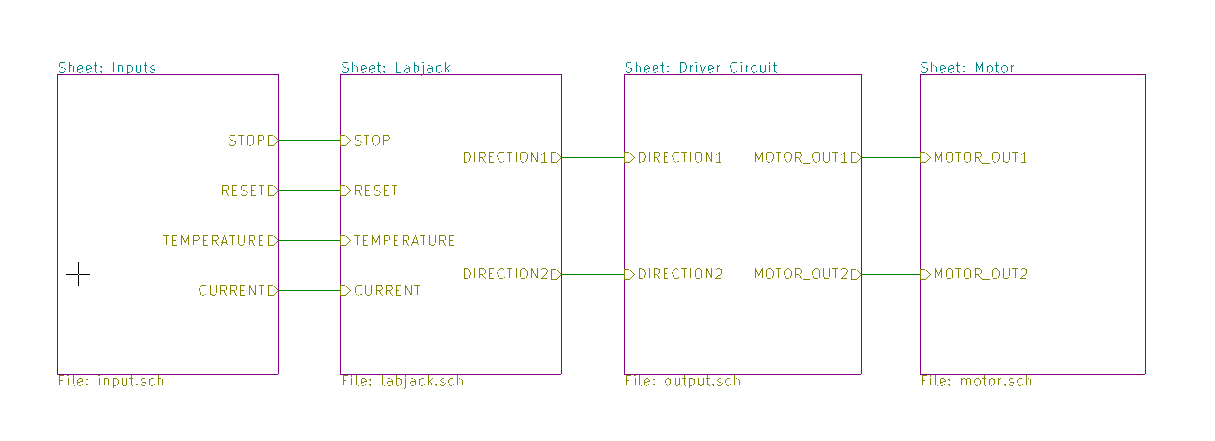 Sheet: Inputs
STOP
RESET
TEMPERATURE
CURRENT
File: input.sch
Sheet: Labjack
STOP
RESET
TEMPERATURE
CURRENT
DIRECTION1
DIRECTION2
File: labjack.sch
Sheet: Driver Circuit
DIRECTION1
DIRECTION2
MOTOR_OUT1
MOTOR_OUT2
File: output.sch
Sheet: Motor
MOTOR_OUT1
MOTOR_OUT2
File: motor.sch